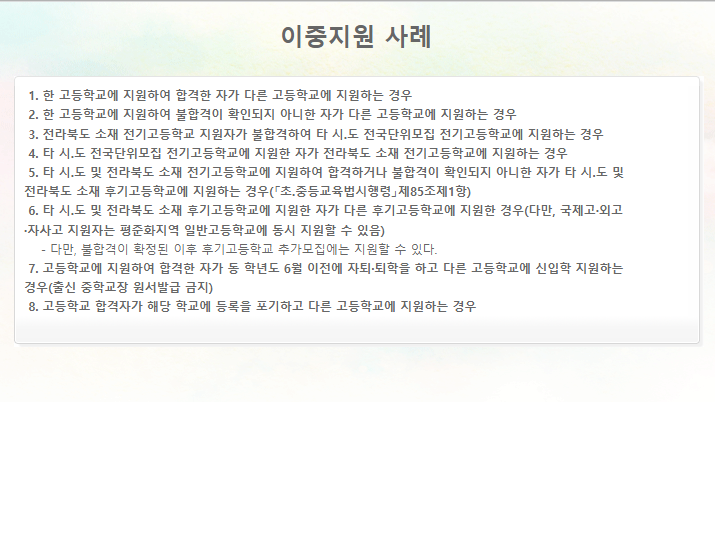 이중지원 사례
1. 한 고등학교에 지원하여 합격한 자가 다른 고등학교에 지원하는 경우
2. 한 고등학교에 지원하여 불합격이 확인되지 아니한 자가 다른 고등학교에 지원하는 경우
3. 전라북도 소재 전기고등학교 지원자가 불합격하여 타 시.도 전국단위모집 전기고등학교에 지원하는 경우
4. 타 시.도 전국단위모집 전기고등학교에 지원한 자가 전라북도 소재 전기고등학교에 지원하는 경우
5. 타 시.도 및 전라북도 소재 전기고등학교에 지원하여 합격하거나 불합격이 확인되지 아니한 자가 타 시.도 및
전라북도 소재 후기고등학교에 지원하는 경우(「초.중등교육법시행령」제85조제1항)
6. 타 시.도 및 전라북도 소재 후기고등학교에 지원한 자가 다른 후기고등학교에 지원한 경우(다만, 국제고·외고
·자사고 지원자는 평준화지역 일반고등학교에 동시 지원할 수 있음)
- 다만, 불합격이 확정된 이후 후기고등학교 추가모집에는 지원할 수 있다.
7. 고등학교에 지원하여 합격한 자가 동 학년도 6월 이전에 자퇴·퇴학을 하고 다른 고등학교에 신입학 지원하는
경우(출신 중학교장 원서발급 금지)
8. 고등학교 합격자가 해당 학교에 등록을 포기하고 다른 고등학교에 지원하는 경우